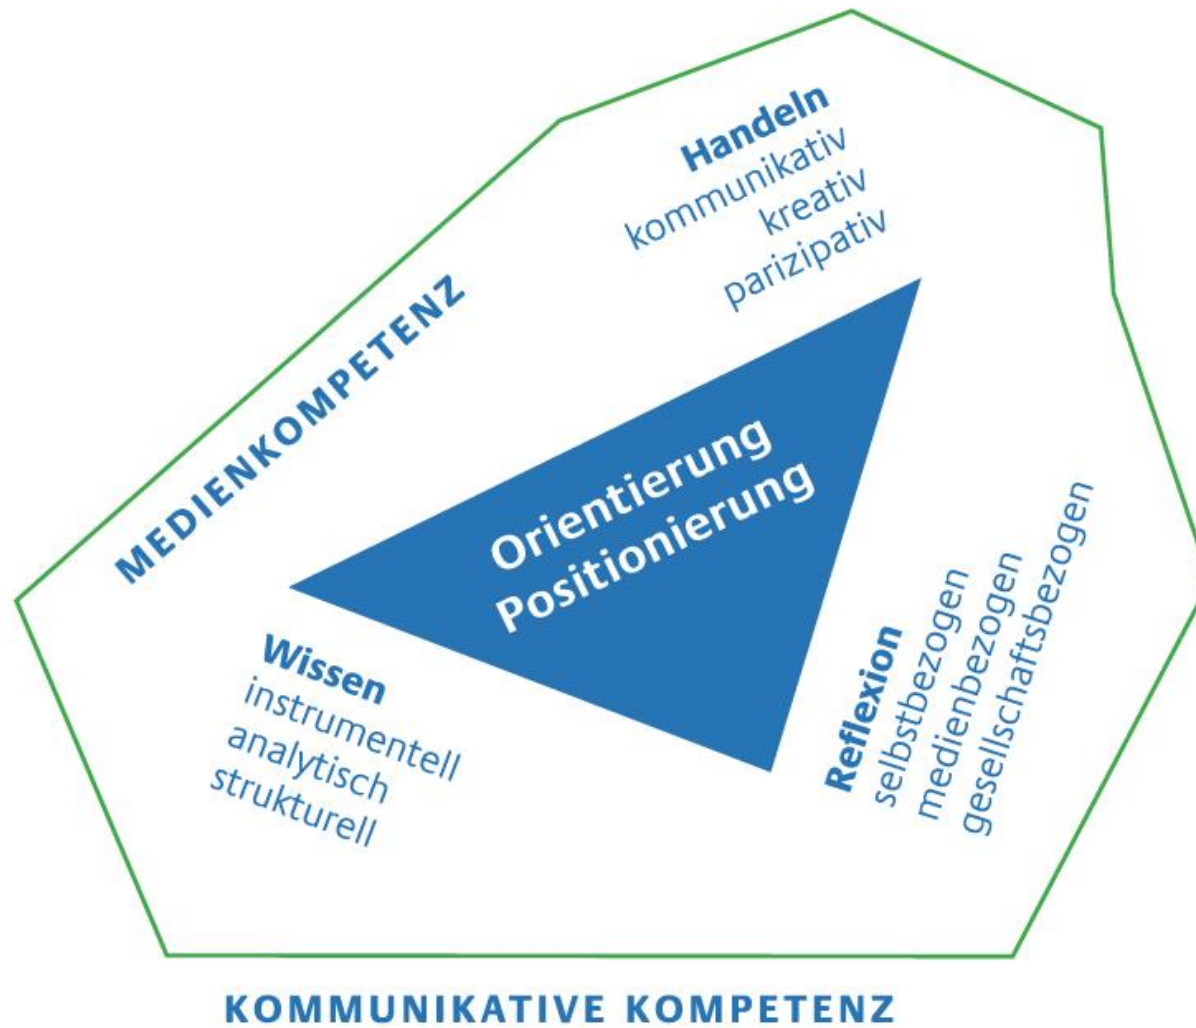 Handeln
kommunikativ
kreativ
parizipativ
MEDIENKOMPETENZ
Orientierung
Positionierung
Wissen
instrumentell
analytisch
strukturell
Reflexion
selbstbezogen
medienbezogen
gesellschaftsbezogen
KOMMUNIKATIVE KOMPETENZ